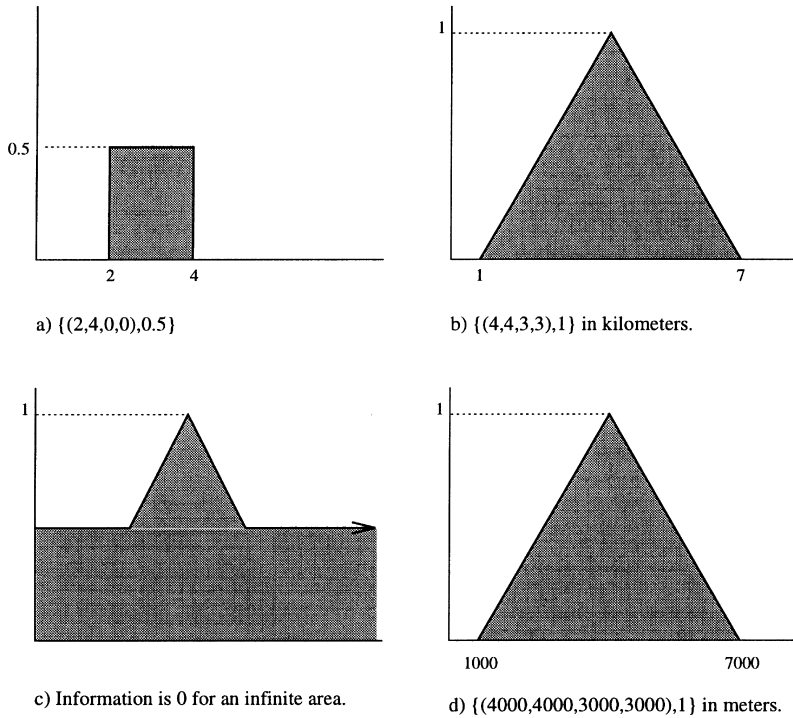 0.5
2 4
a) {(2,4,0,0),0.5}
1
1 7
b) {(4,4,3,3),1} in kilometers.
1
c) Information is 0 for an infinite area.
1
1000 7000
d) {(4000,4000,3000,3000),1} in meters.